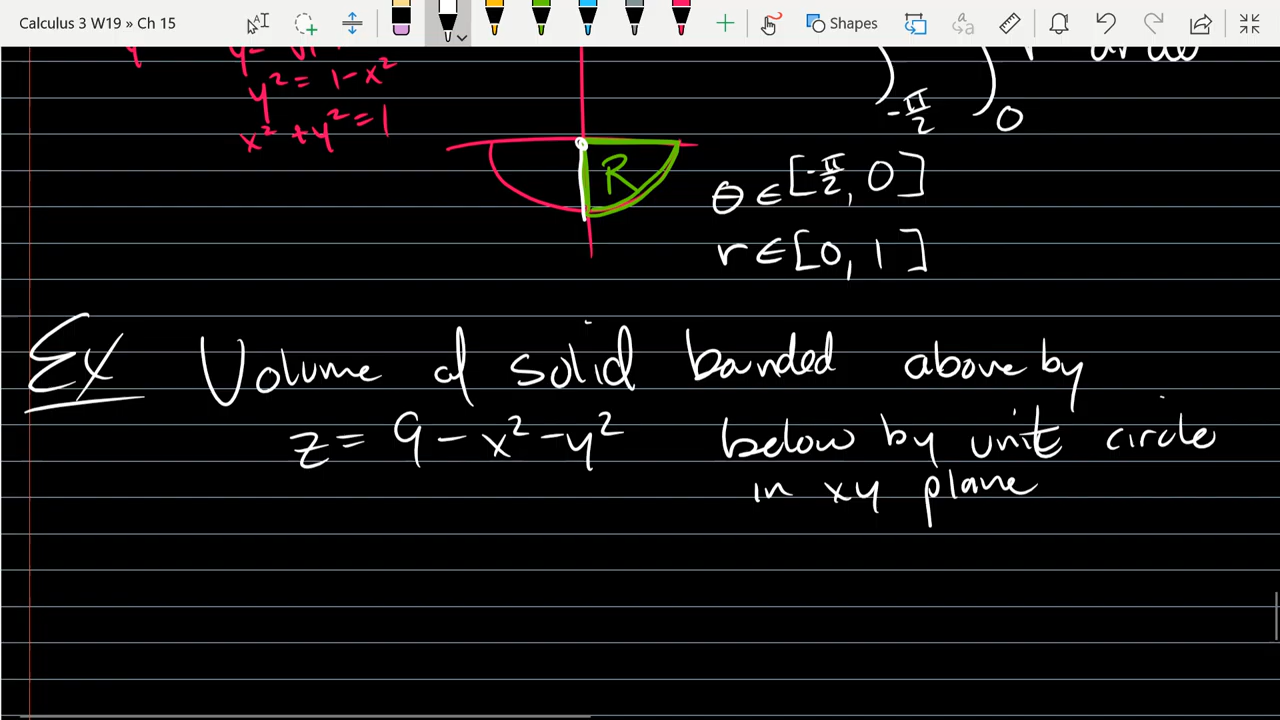 Calculus 3 W19 » Ch 15
Shapes
y² = 1 - x²
x² + y² = 1
-π/2
0
R
θ ∈ [-π/2, 0]
r ∈ [0, 1]
Ex Volume of solid banded above by
z = 9 - x² - y² below by unit circle
in xy plane